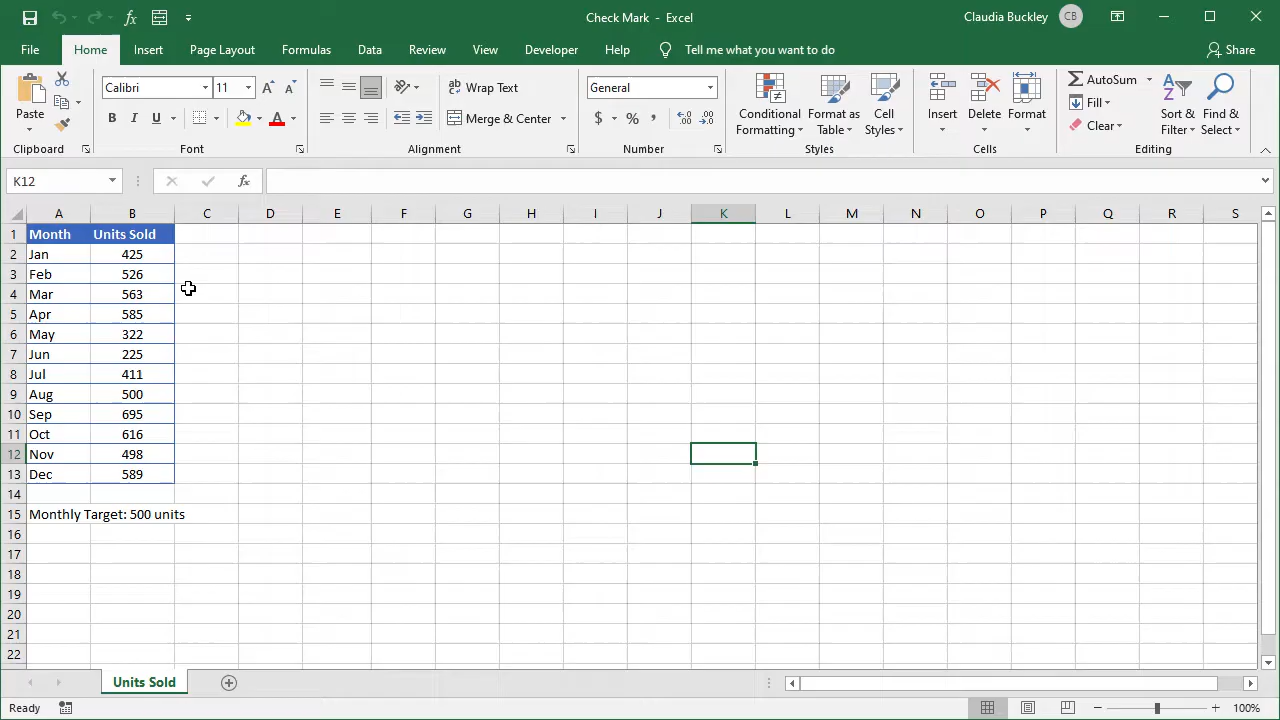 Check Mark - Excel
Claudia Buckley CB
File Home Insert Page Layout Formulas Data Review View Developer Help Tell me what you want to do Share
Calibri 11 Wrap Text General AutoSum
Paste Merge & Center Conditional Formatting Format as Table Cell Styles Insert Delete Format Fill Clear Sort & Filter Find & Select
Clipboard Font Alignment Number Styles Cells Editing
K12 fx
A B C D E F G H I J K L M N O P Q R S
1 Month Units Sold
2 Jan 425
3 Feb 526
4 Mar 563
5 Apr 585
6 May 322
7 Jun 225
8 Jul 411
9 Aug 500
10 Sep 695
11 Oct 616
12 Nov 498
13 Dec 589
14
15 Monthly Target: 500 units
16
17
18
19
20
21
22
Units Sold
Ready 100%